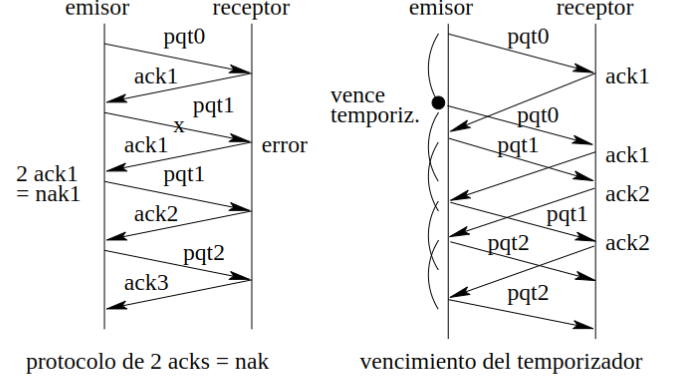 emisor
receptor
pqt0
ack1
pqt1
x
ack1
error
2 ack1
= nak1
pqt1
ack2
pqt2
ack3
protocolo de 2 acks = nak
emisor
receptor
pqt0
ack1
vence
temporiz.
pqt0
pqt1
ack1
ack2
pqt1
pqt2
ack2
pqt2
vencimiento del temporizador